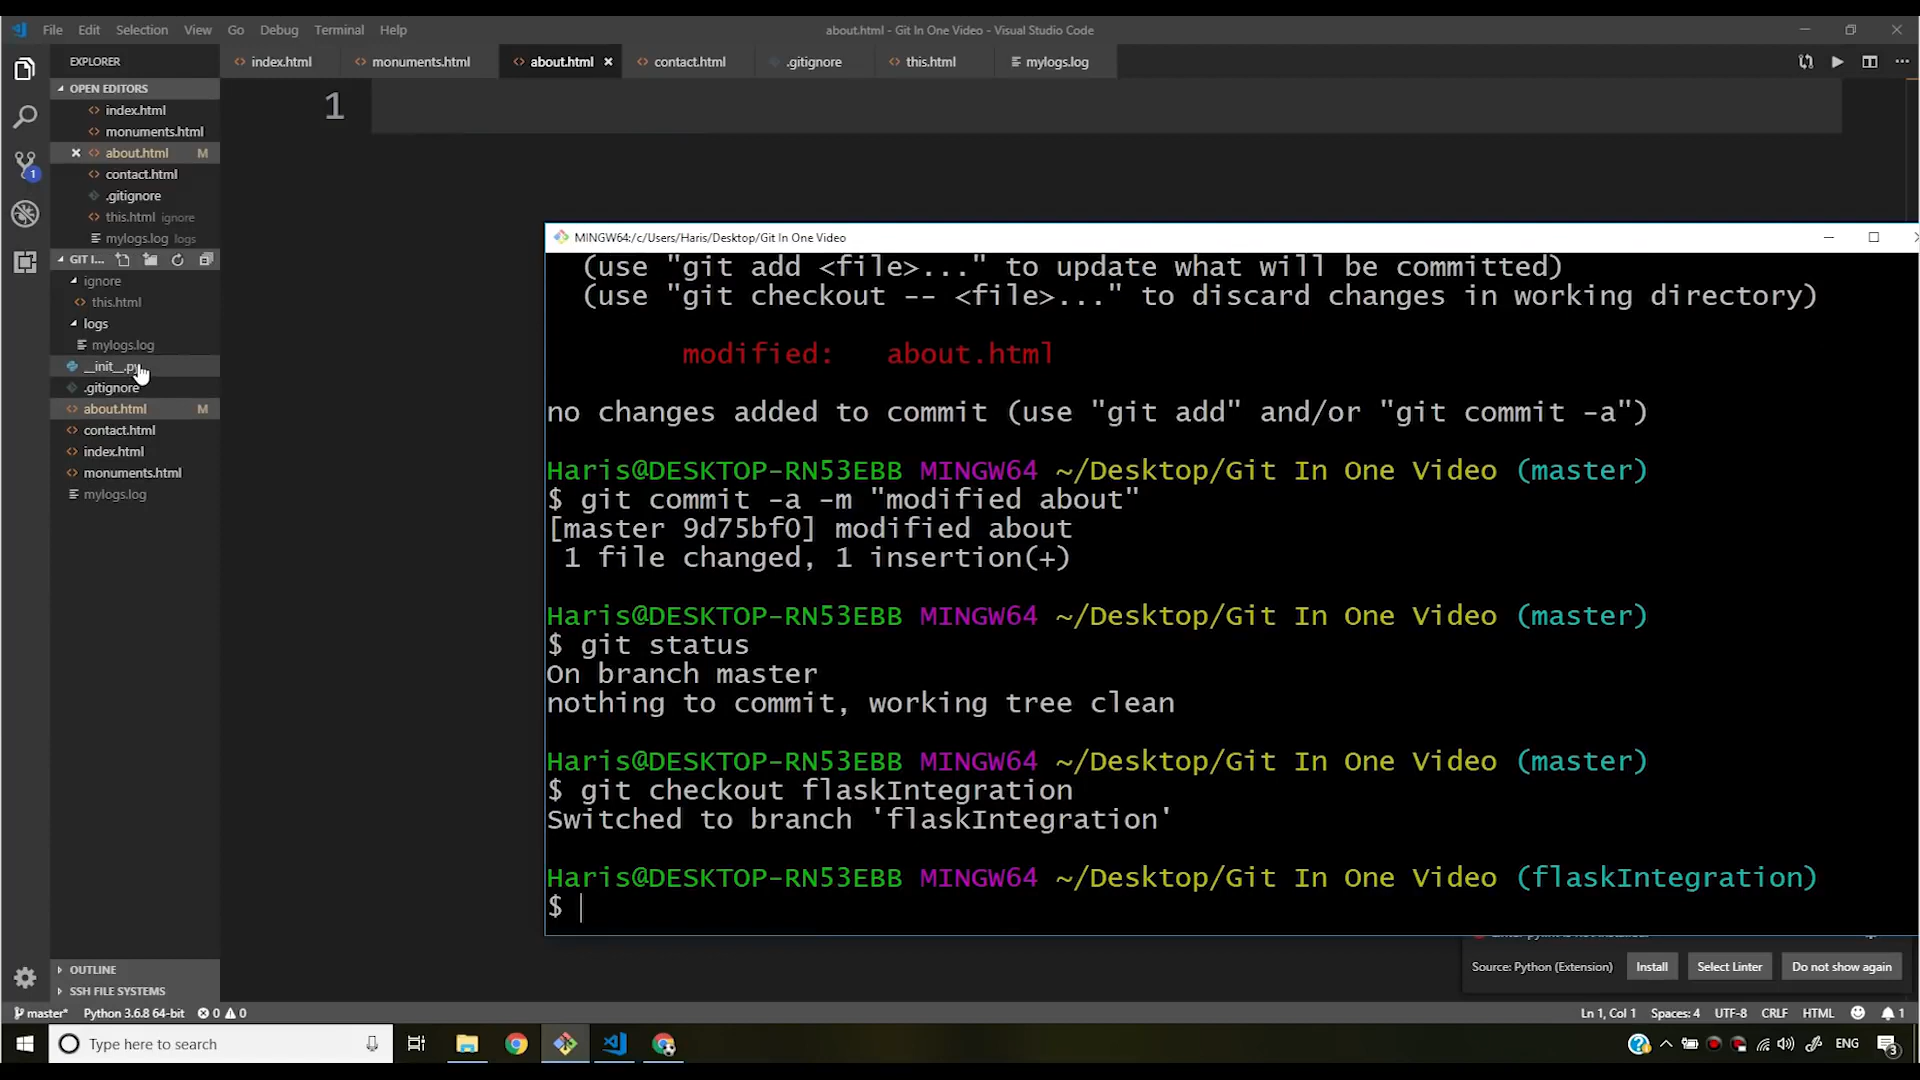 File Edit Selection View Go Debug Terminal Help
about.html - Git In One Video - Visual Studio Code
EXPLORER
index.html
monuments.html
about.html
contact.html
.gitignore
this.html
mylogs.log
OPEN EDITORS
index.html
monuments.html
about.html M
contact.html
.gitignore
this.html ignore
mylogs.log logs
1
GIT I...
ignore
this.html
logs
mylogs.log
__init__.py
.gitignore
about.html M
contact.html
index.html
monuments.html
mylogs.log
OUTLINE
SSH FILE SYSTEMS
1
MINGW64:/c/Users/Haris/Desktop/Git In One Video
(use "git add <file>..." to update what will be committed)
(use "git checkout -- <file>..." to discard changes in working directory)
modified: about.html
no changes added to commit (use "git add" and/or "git commit -a")
Haris@DESKTOP-RN53EBB MINGW64 ~/Desktop/Git In One Video (master)
$ git commit -a -m "modified about"
[master 9d75bf0] modified about
1 file changed, 1 insertion(+)
Haris@DESKTOP-RN53EBB MINGW64 ~/Desktop/Git In One Video (master)
$ git status
On branch master
nothing to commit, working tree clean
Haris@DESKTOP-RN53EBB MINGW64 ~/Desktop/Git In One Video (master)
$ git checkout flaskIntegration
Switched to branch 'flaskIntegration'
Haris@DESKTOP-RN53EBB MINGW64 ~/Desktop/Git In One Video (flaskIntegration)
$
Source: Python (Extension) Install Select Linter Do not show again
master* Python 3.6.8 64-bit 0 0
Ln 1, Col 1 Spaces: 4 UTF-8 CRLF HTML 1
Type here to search
ENG 3